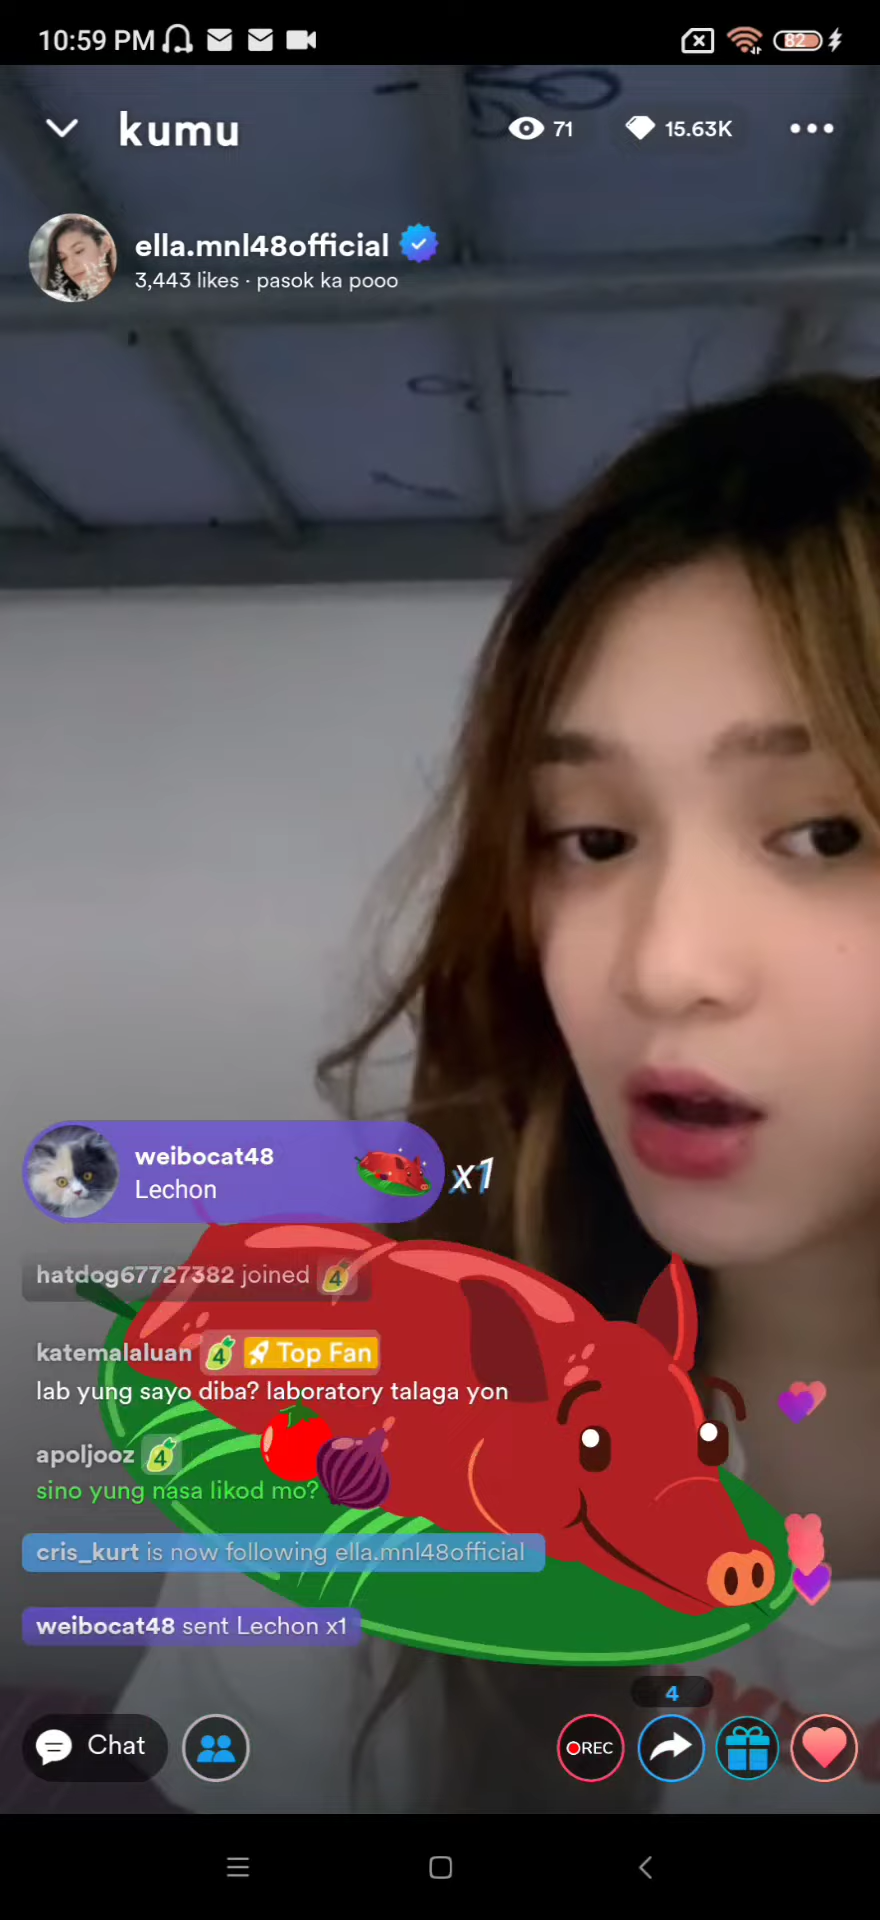 10:59 PM
82
kumu
71
15.63K
ella.mnl48official
3,443 likes · pasok ka pooo
weibocat48
Lechon
x1
hatdog67727382 joined 4
katemalaluan 4 Top Fan
lab yung sayo diba? laboratory talaga yon
apoljooz 4
sino yung nasa likod mo?
cris_kurt is now following ella.mnl48official
weibocat48 sent Lechon x1
4
Chat
REC